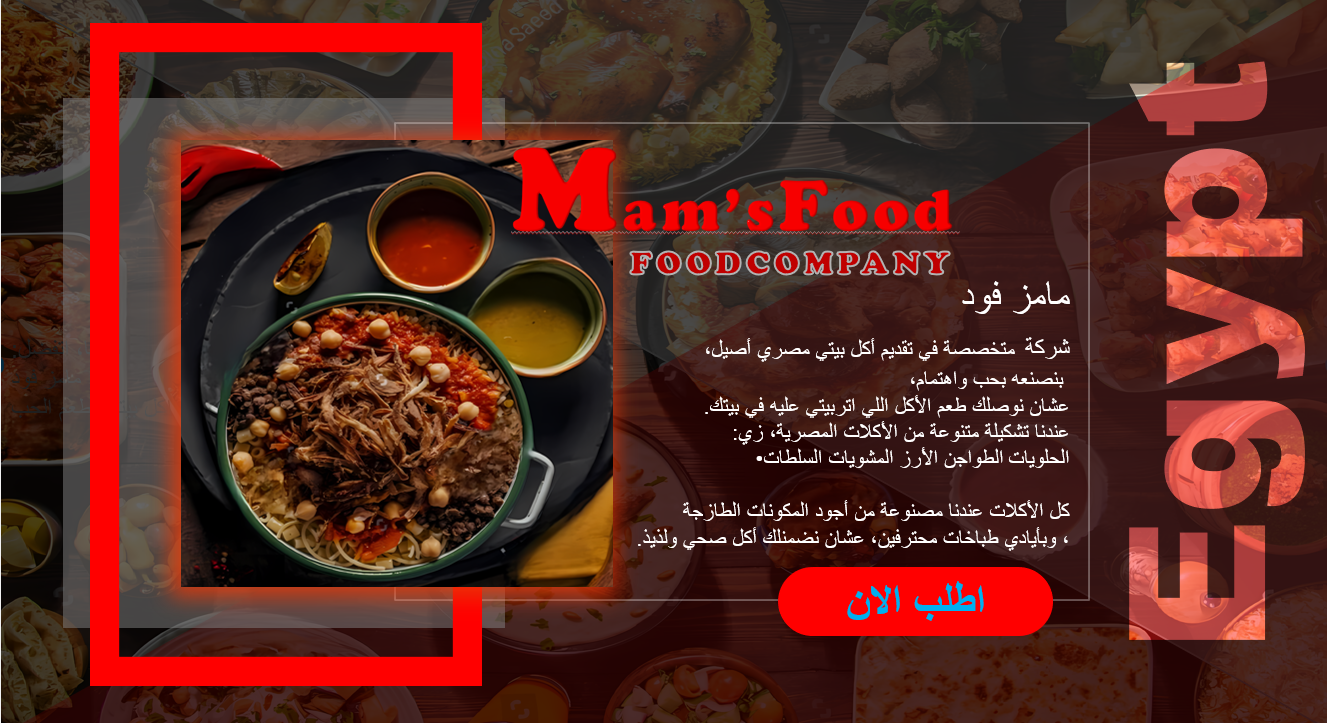 Mam'sFood
FOODCOMPANY
مامز فود
شركة متخصصة في تقديم أكل بيتي مصري أصيل،
بنصنعه بحب واهتمام،
عشان نوصلك طعم الأكل اللي اتربيتي عليه في بيتك.
عندنا تشكيلة متنوعة من الأكلات المصرية، زي:
الحلويات الطواجن الأرز المشويات السلطات•
كل الأكلات عندنا مصنوعة من أجود المكونات الطازجة
، وبأيادي طباخات محترفين، عشان نضمنلك أكل صحي ولذيذ.
اطلب الان
Egypt